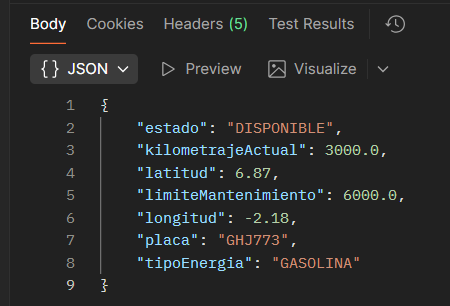 Body Cookies Headers (5) Test Results
{} JSON Preview Visualize
1 {
2 "estado": "DISPONIBLE",
3 "kilometrajeActual": 3000.0,
4 "latitud": 6.87,
5 "limiteMantenimiento": 6000.0,
6 "longitud": -2.18,
7 "placa": "GHJ773",
8 "tipoEnergia": "GASOLINA"
9 }